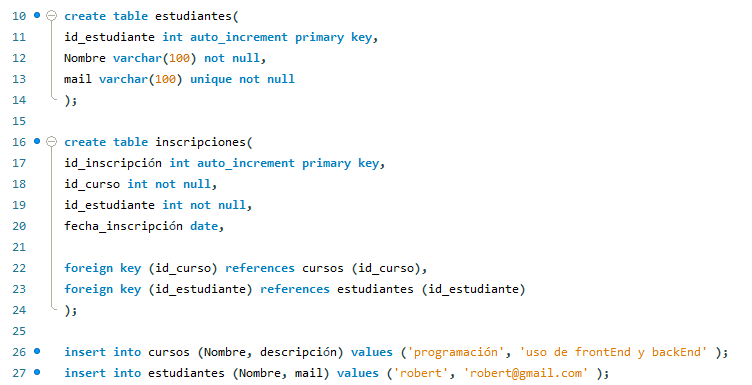 10 create table estudiantes(
11 id_estudiante int auto_increment primary key,
12 Nombre varchar(100) not null,
13 mail varchar(100) unique not null
14 );
15
16 create table inscripciones(
17 id_inscripción int auto_increment primary key,
18 id_curso int not null,
19 id_estudiante int not null,
20 fecha_inscripción date,
21
22 foreign key (id_curso) references cursos (id_curso),
23 foreign key (id_estudiante) references estudiantes (id_estudiante)
24 );
25
26 insert into cursos (Nombre, descripción) values ('programación', 'uso de frontEnd y backEnd' );
27 insert into estudiantes (Nombre, mail) values ('robert', 'robert@gmail.com' );